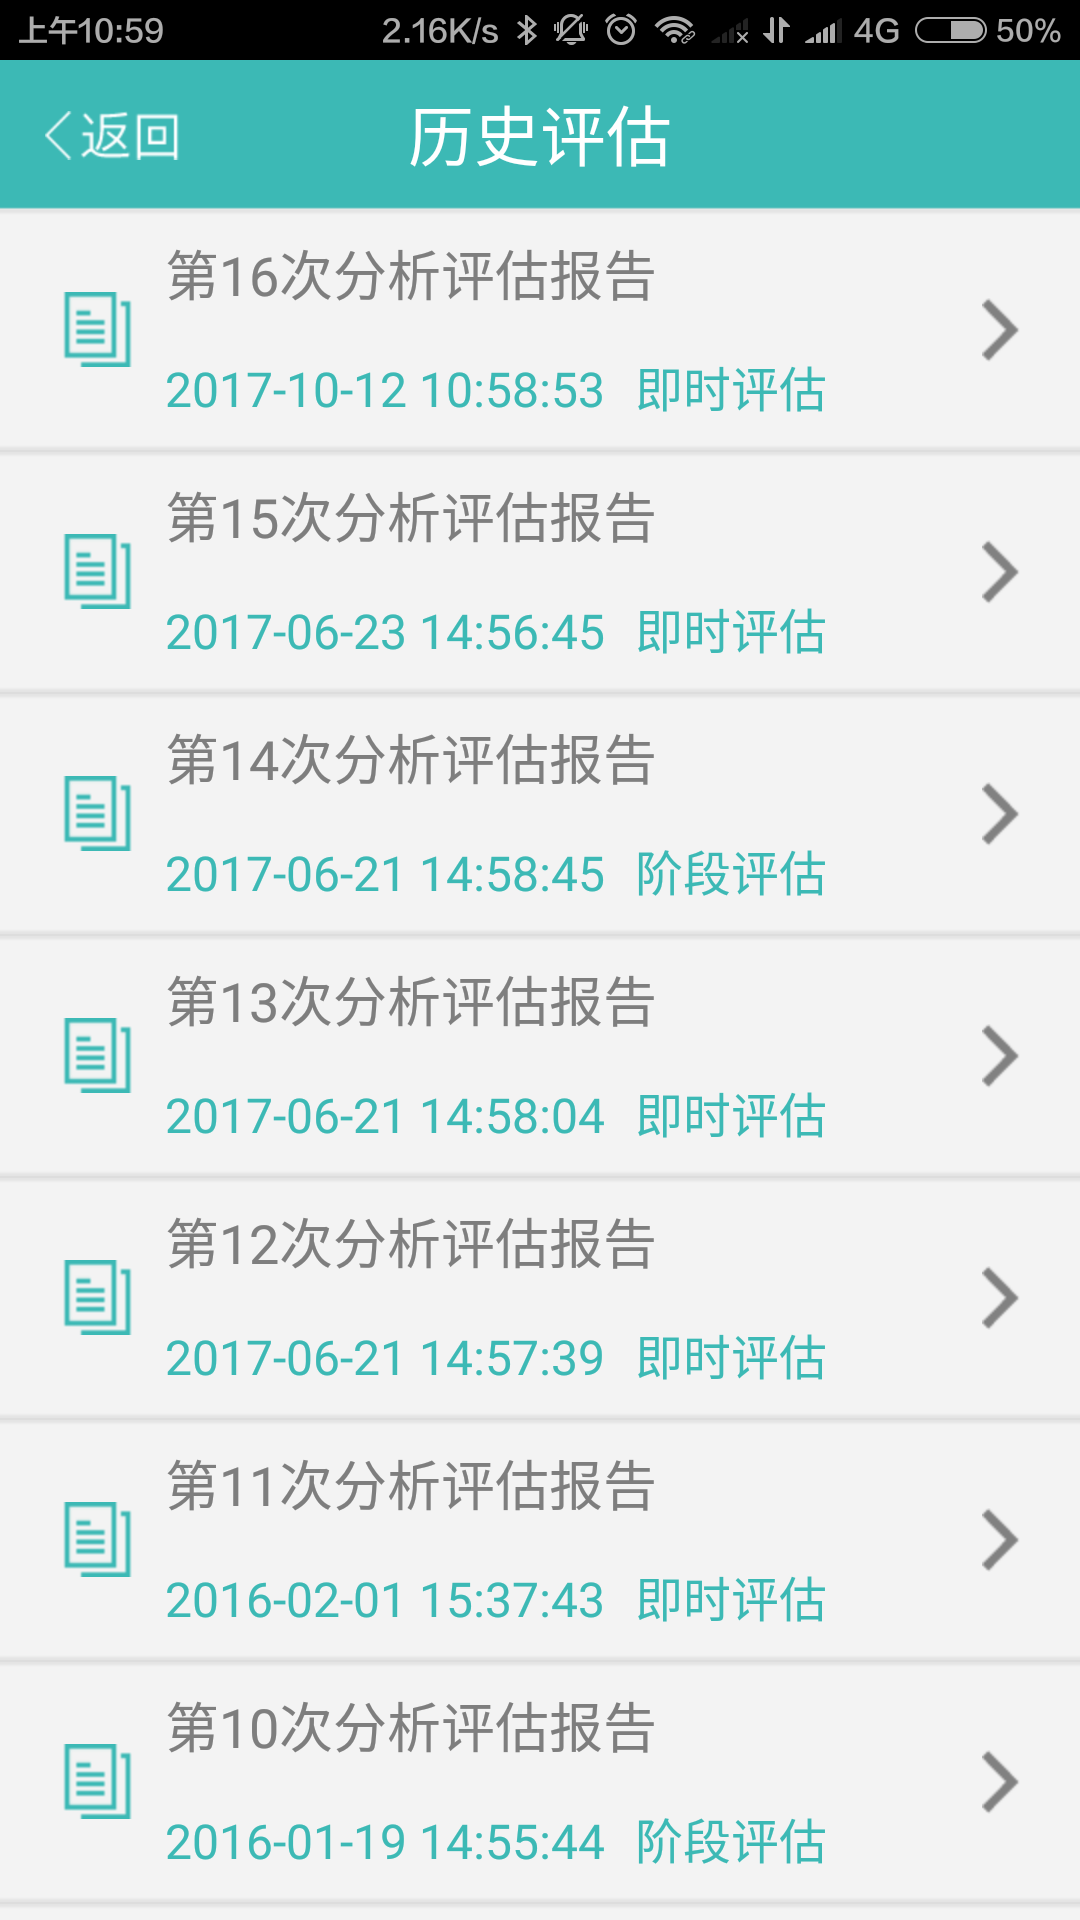 上午10:59 2.16K/s 4G 50%
返回 历史评估
第16次分析评估报告
2017-10-12 10:58:53 即时评估
第15次分析评估报告
2017-06-23 14:56:45 即时评估
第14次分析评估报告
2017-06-21 14:58:45 阶段评估
第13次分析评估报告
2017-06-21 14:58:04 即时评估
第12次分析评估报告
2017-06-21 14:57:39 即时评估
第11次分析评估报告
2016-02-01 15:37:43 即时评估
第10次分析评估报告
2016-01-19 14:55:44 阶段评估